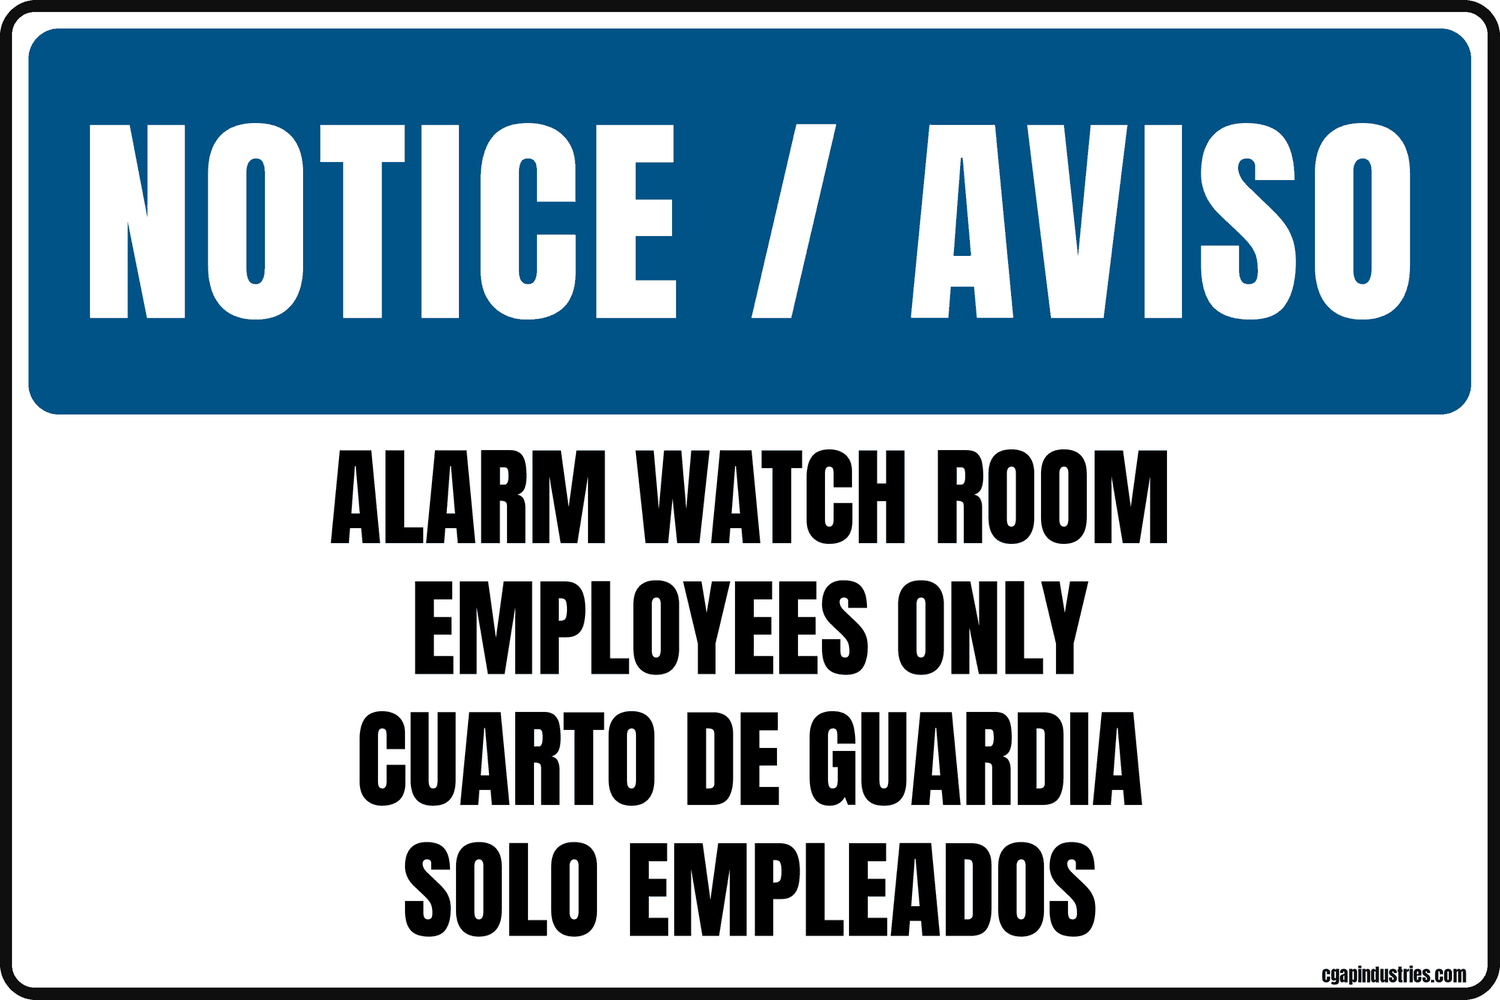 NOTICE / AVISO
ALARM WATCH ROOM
EMPLOYEES ONLY
CUARTO DE GUARDIA
SOLO EMPLEADOS
cgapindustries.com